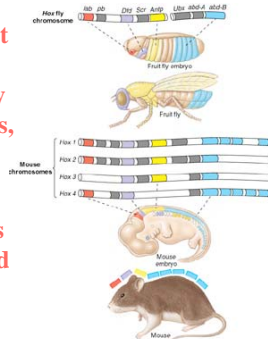 lab pb Dfd Scr Antp Ubx abd-A abd-B
Fruit fly chromosome
Fruit fly embryo
Fruit fly
Mouse chromosomes
Hox 1
Hox 2
Hox 3
Hox 4
Mouse embryo
Mouse